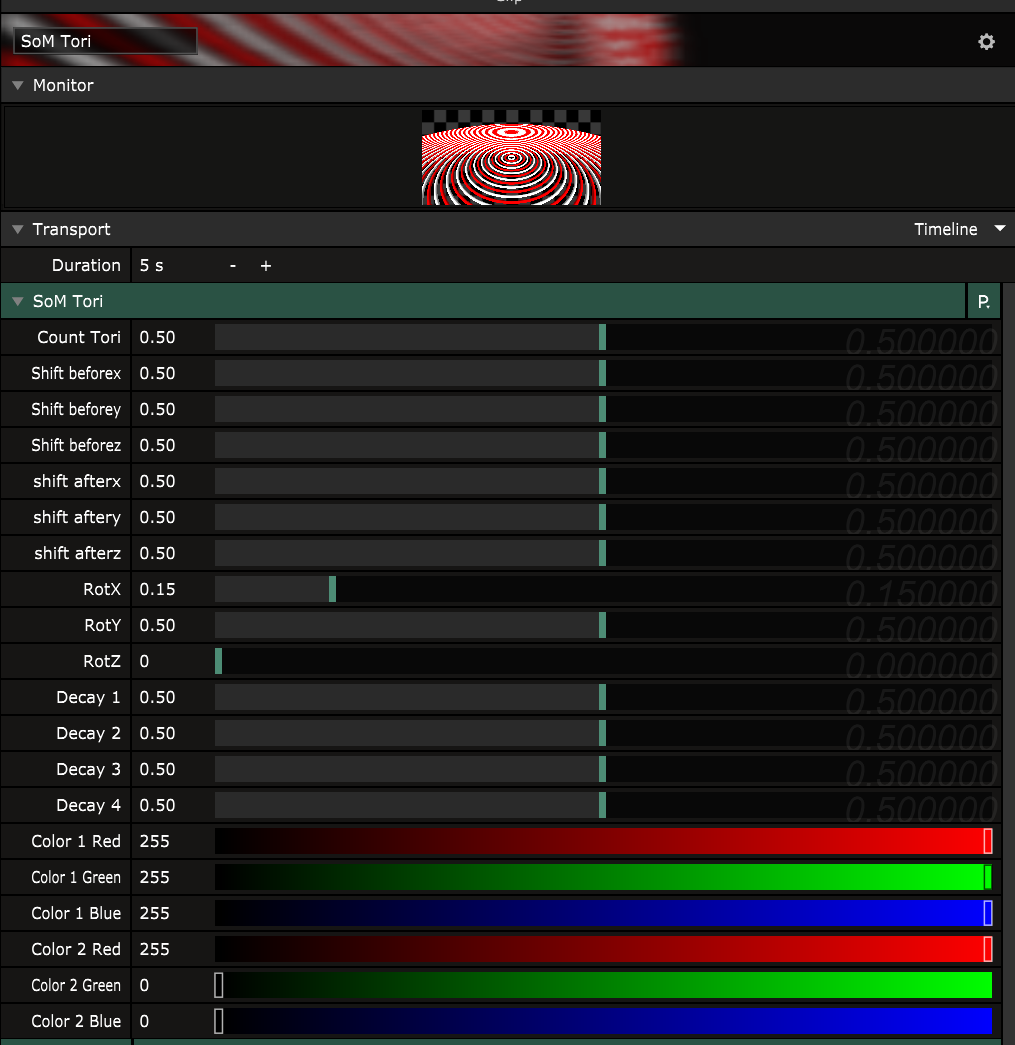 Clip
SoM Tori
Monitor
Transport Timeline
Duration 5 s - +
SoM Tori P.
Count Tori 0.50 0.500000
Shift beforex 0.50 0.500000
Shift beforey 0.50 0.500000
Shift beforez 0.50 0.500000
shift afterx 0.50 0.500000
shift aftery 0.50 0.500000
shift afterz 0.50 0.500000
RotX 0.15 0.150000
RotY 0.50 0.500000
RotZ 0 0.000000
Decay 1 0.50 0.500000
Decay 2 0.50 0.500000
Decay 3 0.50 0.500000
Decay 4 0.50 0.500000
Color 1 Red 255
Color 1 Green 255
Color 1 Blue 255
Color 2 Red 255
Color 2 Green 0
Color 2 Blue 0